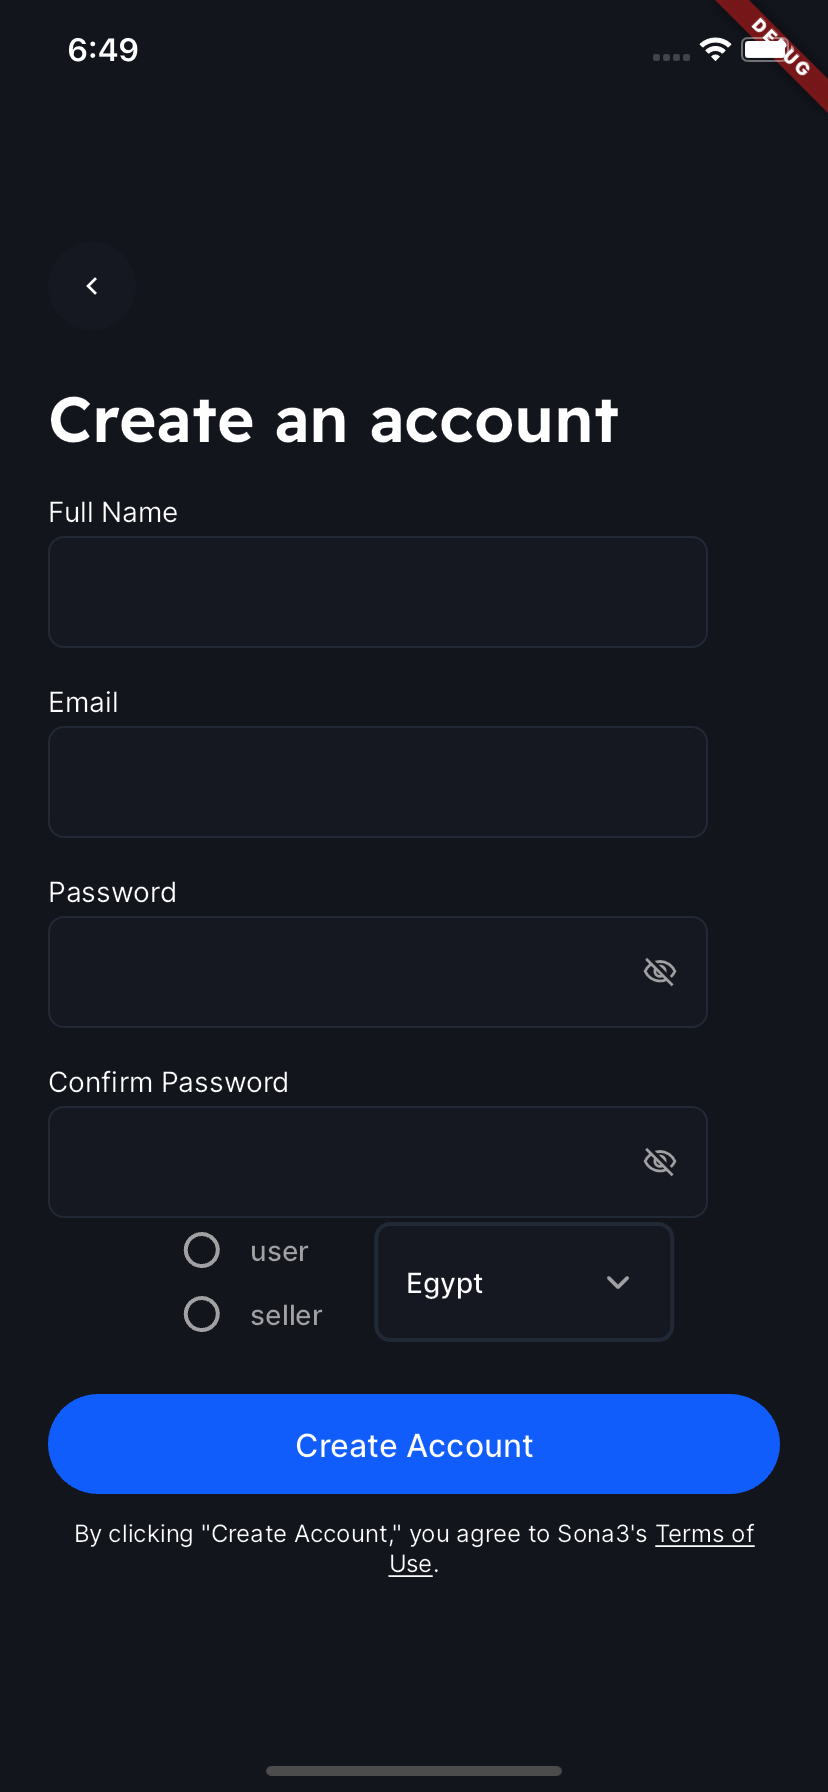 6:49
DEBUG
Create an account
Full Name
Email
Password
Confirm Password
user
seller
Egypt
Create Account
By clicking "Create Account," you agree to Sona3's Terms of
Use.